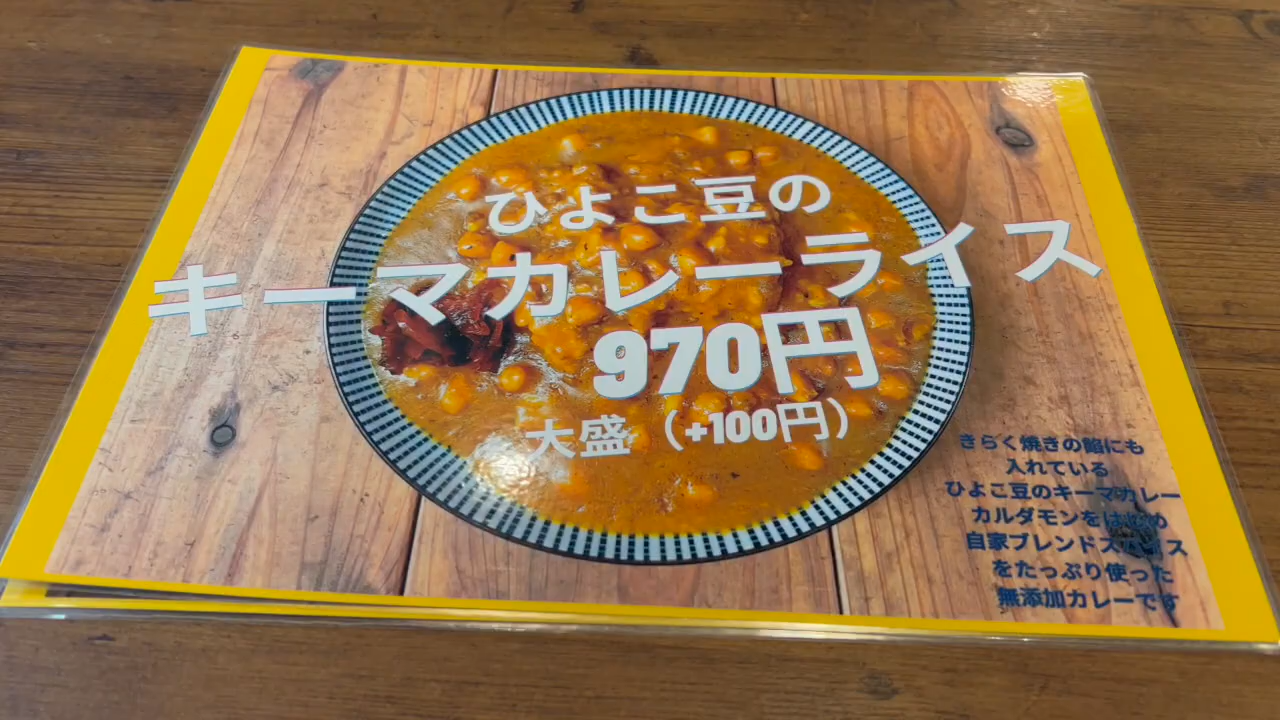 ひよこ豆の
キーマカレーライス
970円
大盛（+100円）
きらく焼きの餡にも
入れている
ひよこ豆のキーマカレー
カルダモンをはじめ
自家ブレンドスパイス
をたっぷり使った
無添加カレーです